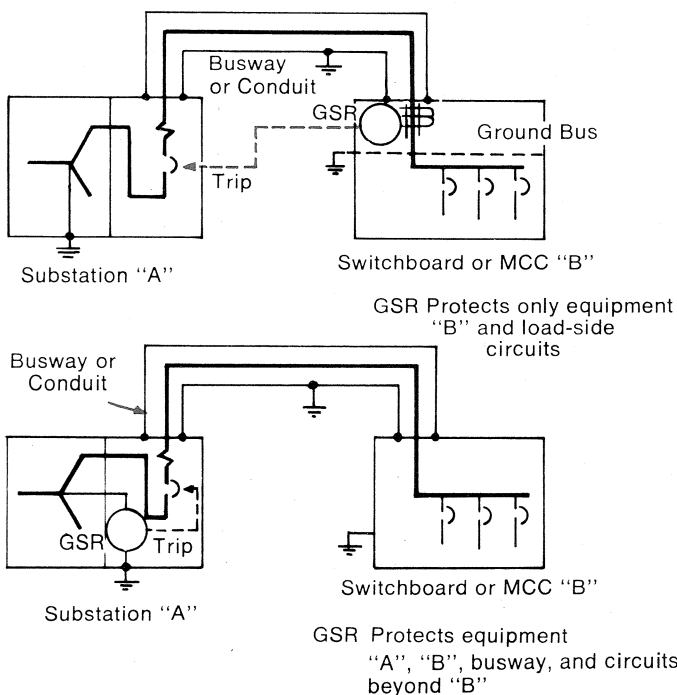 Busway
or Conduit
GSR
Ground Bus
Trip
Substation "A"
Switchboard or MCC "B"
GSR Protects only equipment
"B" and load-side
circuits
Busway or
Conduit
GSR
Trip
Substation "A"
Switchboard or MCC "B"
GSR Protects equipment
"A", "B", busway, and circuits
beyond "B"